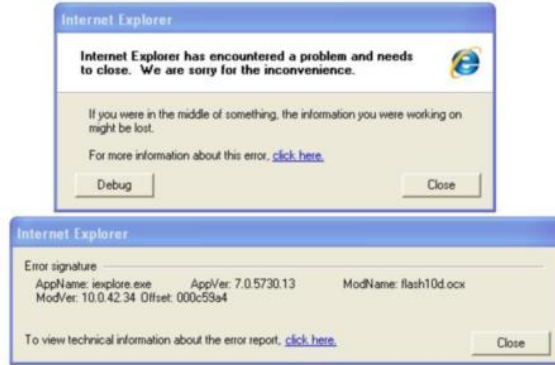 Internet Explorer
Internet Explorer has encountered a problem and needs
to close. We are sorry for the inconvenience.
If you were in the middle of something, the information you were working on
might be lost.
For more information about this error, click here.
Debug
Close
Internet Explorer
Error signature
AppName: iexplore.exe AppVer: 7.0.5730.13 ModName: flash10d.ocx
ModVer: 10.0.42.34 Offset: 000c59a4
To view technical information about the error report, click here.
Close